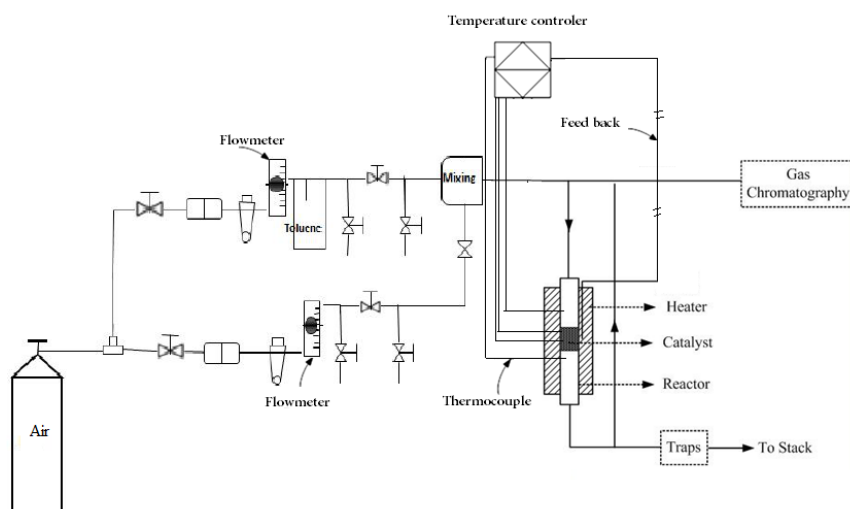 Temperature controler
Feed back
Flowmeter
Gas
Chromatography
Mixing
Toluene
Heater
Catalyst
Reactor
Thermocouple
Flowmeter
Air
Traps
To Stack